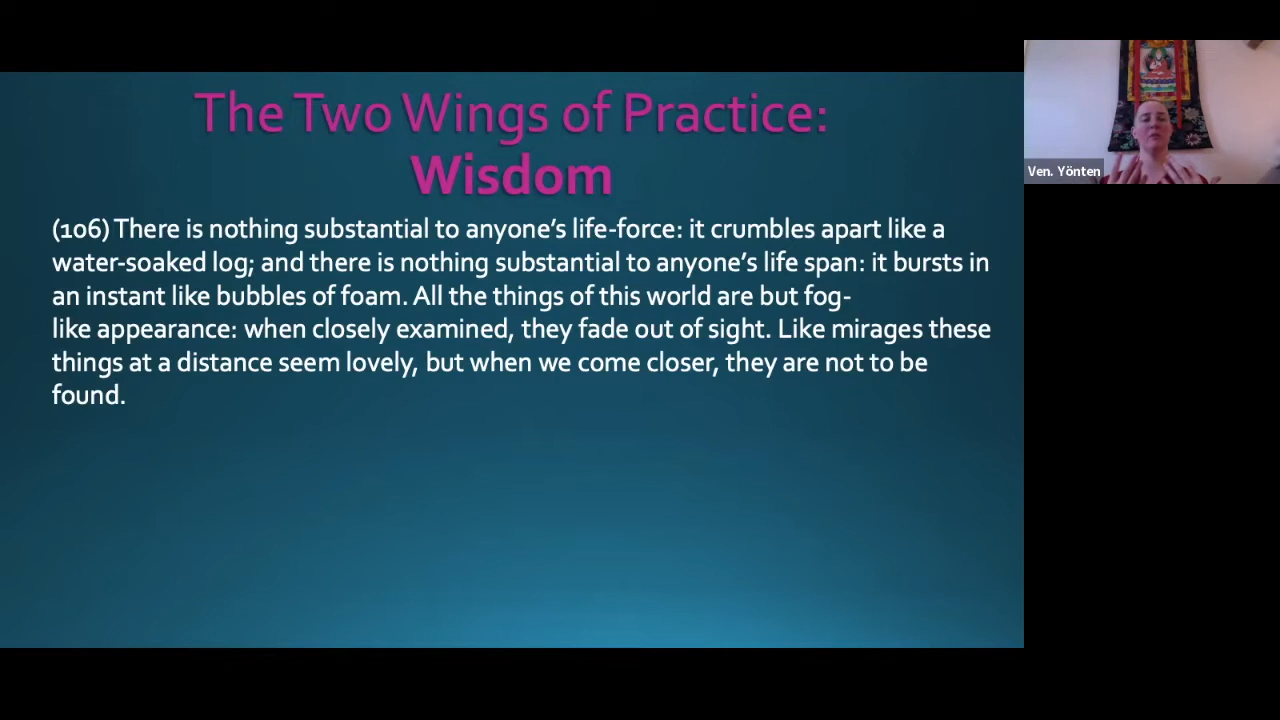 The Two Wings of Practice:
Wisdom
(106) There is nothing substantial to anyone’s life-force: it crumbles apart like a
water-soaked log; and there is nothing substantial to anyone’s life span: it bursts in
an instant like bubbles of foam. All the things of this world are but fog-
like appearance: when closely examined, they fade out of sight. Like mirages these
things at a distance seem lovely, but when we come closer, they are not to be
found.
Ven. Yönten